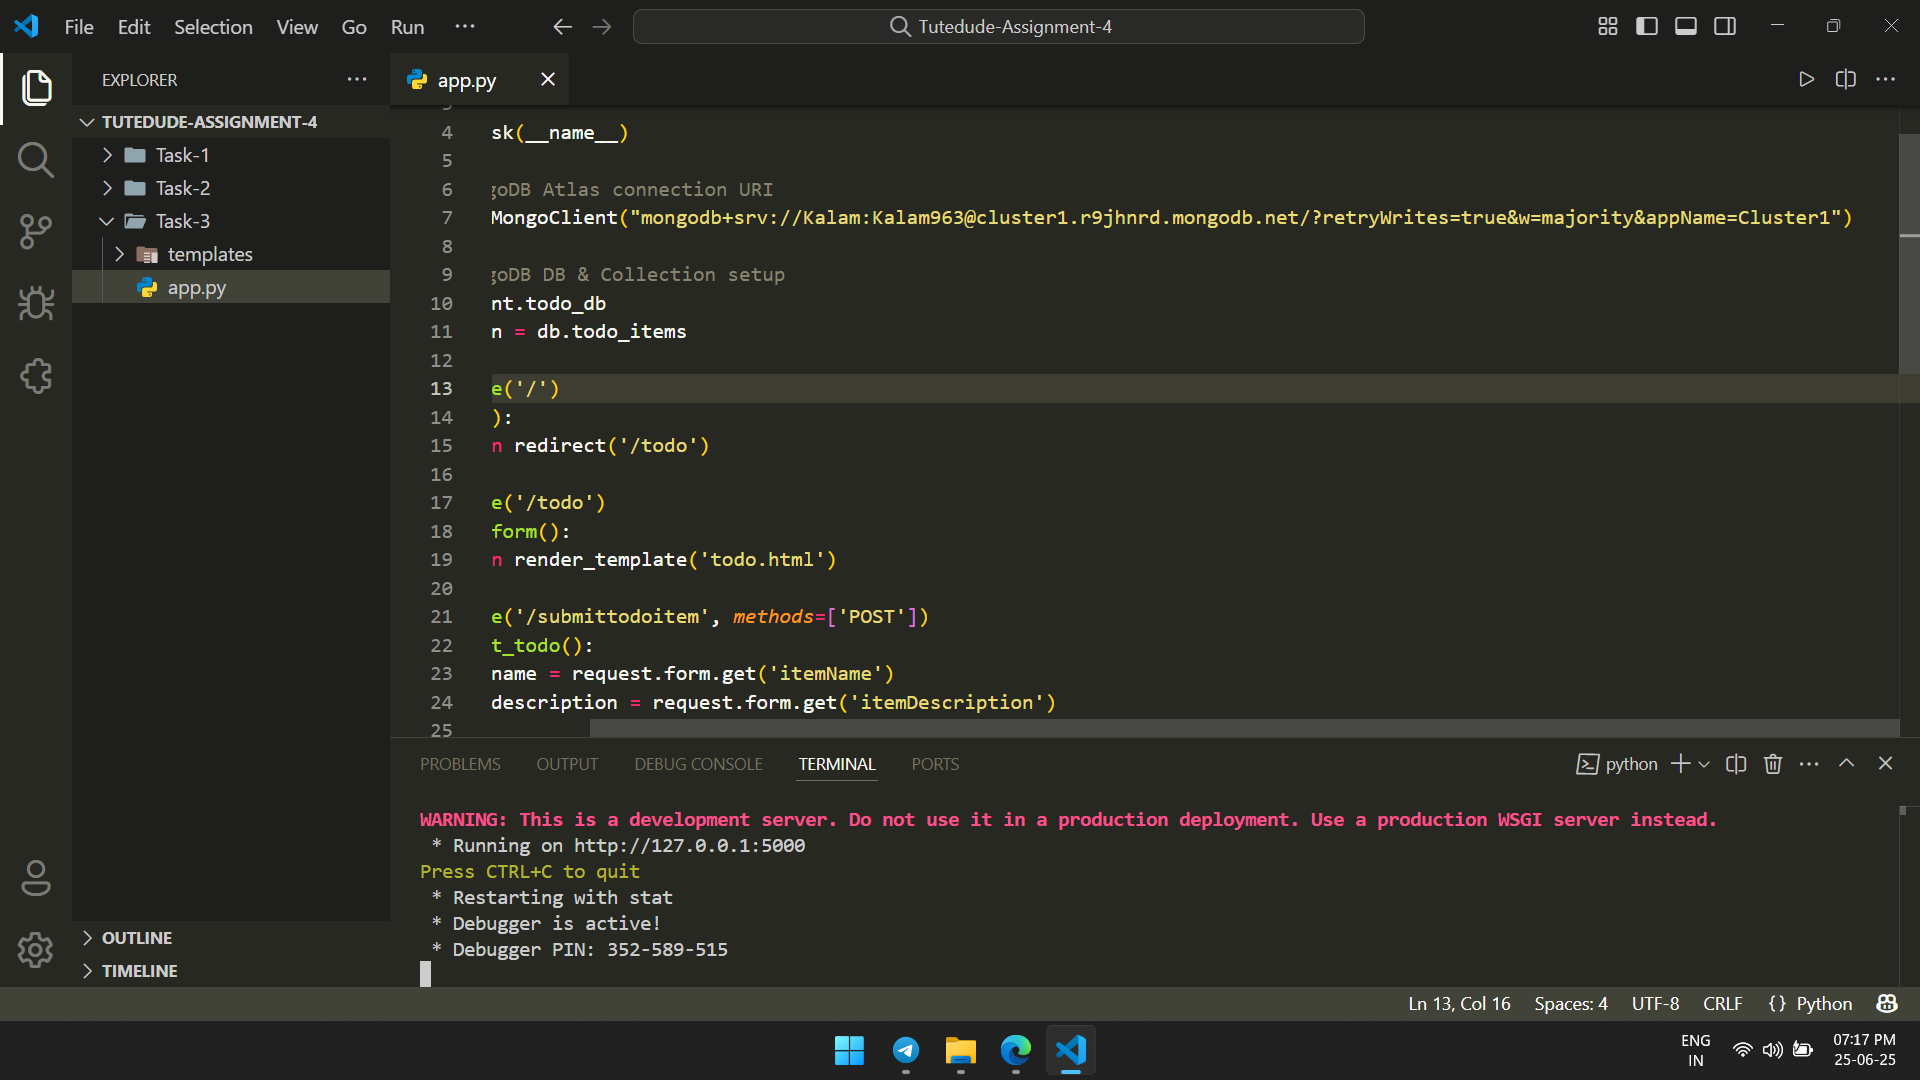 File Edit Selection View Go Run ···
Tutedude-Assignment-4
EXPLORER
TUTEDUDE-ASSIGNMENT-4
Task-1
Task-2
Task-3
templates
app.py
OUTLINE
TIMELINE
app.py
4 sk(__name__)
5
6 goDB Atlas connection URI
7 MongoClient("mongodb+srv://Kalam:Kalam963@cluster1.r9jhnrd.mongodb.net/?retryWrites=true&w=majority&appName=Cluster1")
8
9 goDB DB & Collection setup
10 nt.todo_db
11 n = db.todo_items
12
13 e('/')
14 ):
15 n redirect('/todo')
16
17 e('/todo')
18 form():
19 n render_template('todo.html')
20
21 e('/submittodoitem', methods=['POST'])
22 t_todo():
23 name = request.form.get('itemName')
24 description = request.form.get('itemDescription')
25
PROBLEMS OUTPUT DEBUG CONSOLE TERMINAL PORTS
python
WARNING: This is a development server. Do not use it in a production deployment. Use a production WSGI server instead.
* Running on http://127.0.0.1:5000
Press CTRL+C to quit
* Restarting with stat
* Debugger is active!
* Debugger PIN: 352-589-515
Ln 13, Col 16 Spaces: 4 UTF-8 CRLF {} Python
ENG
IN
07:17 PM
25-06-25